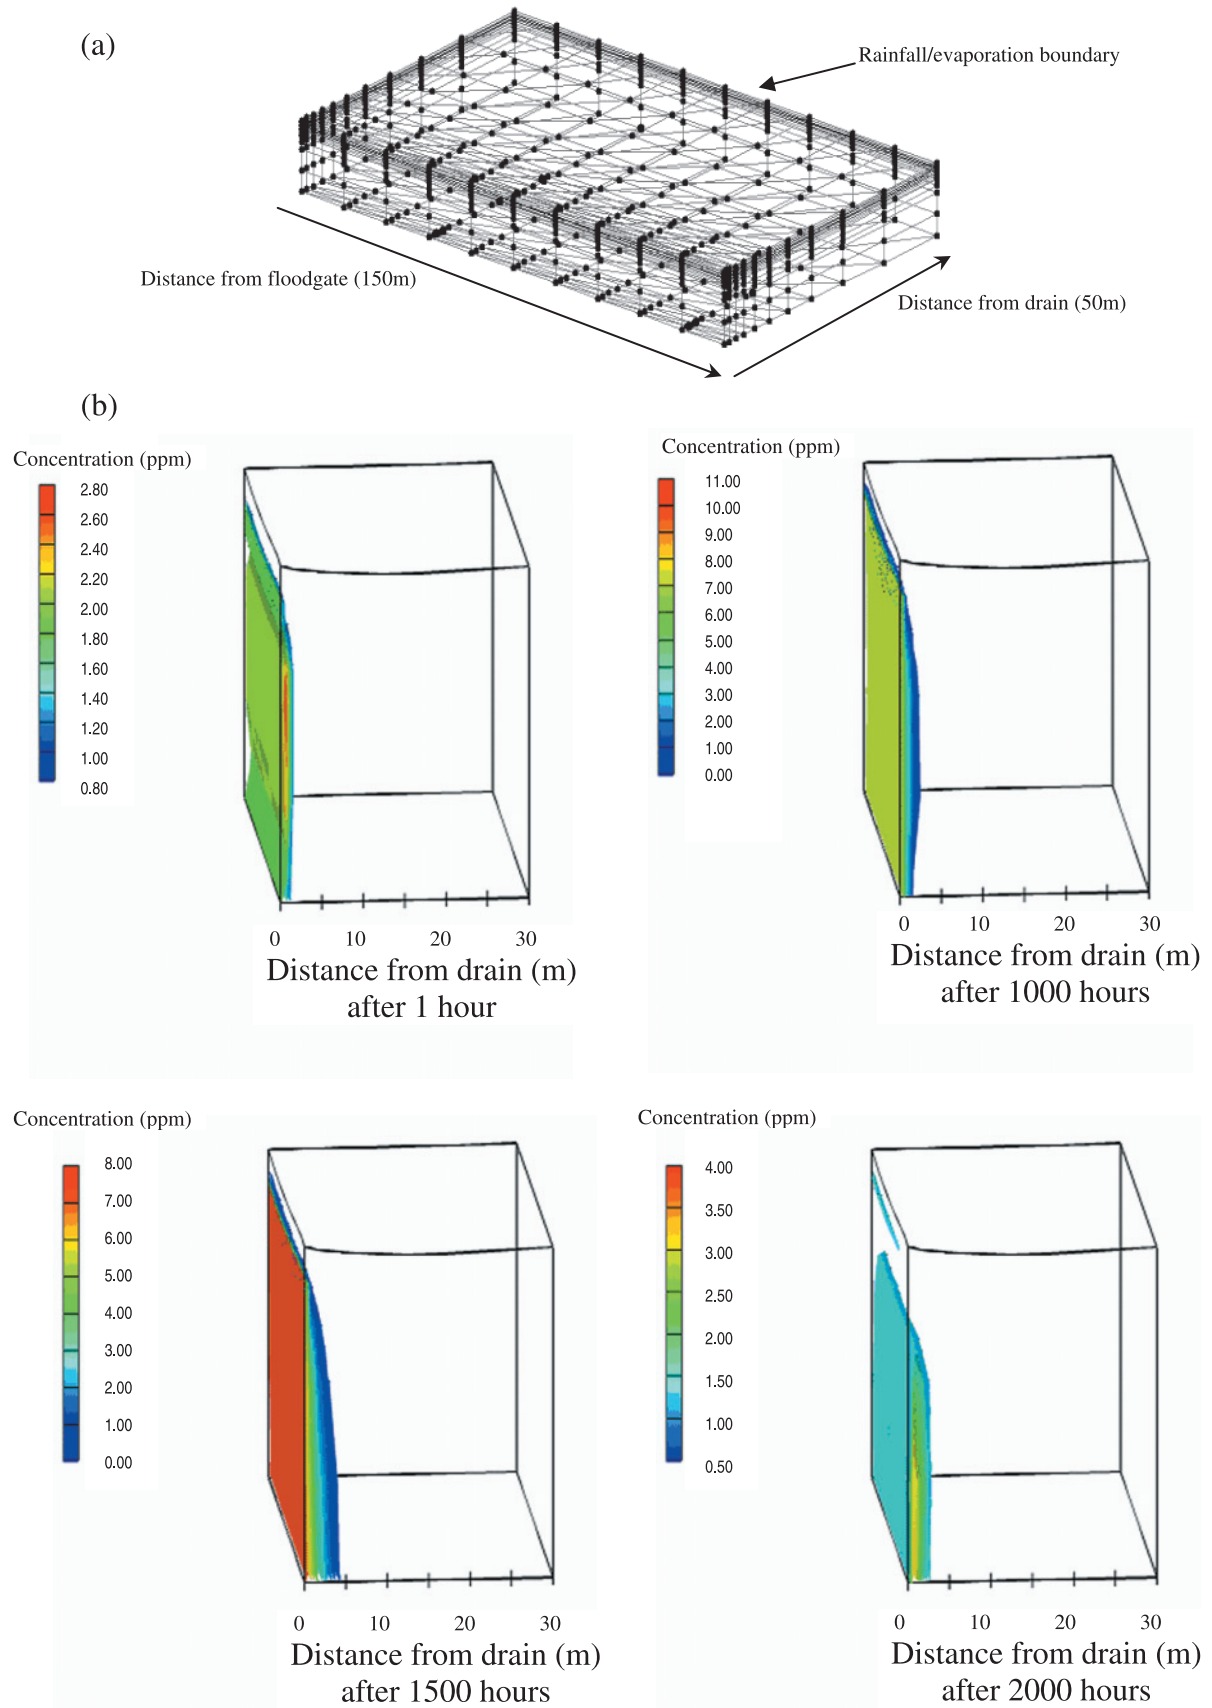 (a)
Rainfall/evaporation boundary
Distance from floodgate (150m)
Distance from drain (50m)
(b)
Concentration (ppm)
2.80
2.60
2.40
2.20
2.00
1.80
1.60
1.40
1.20
1.00
0.80
0 10 20 30
Distance from drain (m)
after 1 hour
Concentration (ppm)
11.00
10.00
9.00
8.00
7.00
6.00
5.00
4.00
3.00
2.00
1.00
0.00
0 10 20 30
Distance from drain (m)
after 1000 hours
Concentration (ppm)
8.00
7.00
6.00
5.00
4.00
3.00
2.00
1.00
0.00
0 10 20 30
Distance from drain (m)
after 1500 hours
Concentration (ppm)
4.00
3.50
3.00
2.50
2.00
1.50
1.00
0.50
0 10 20 30
Distance from drain (m)
after 2000 hours